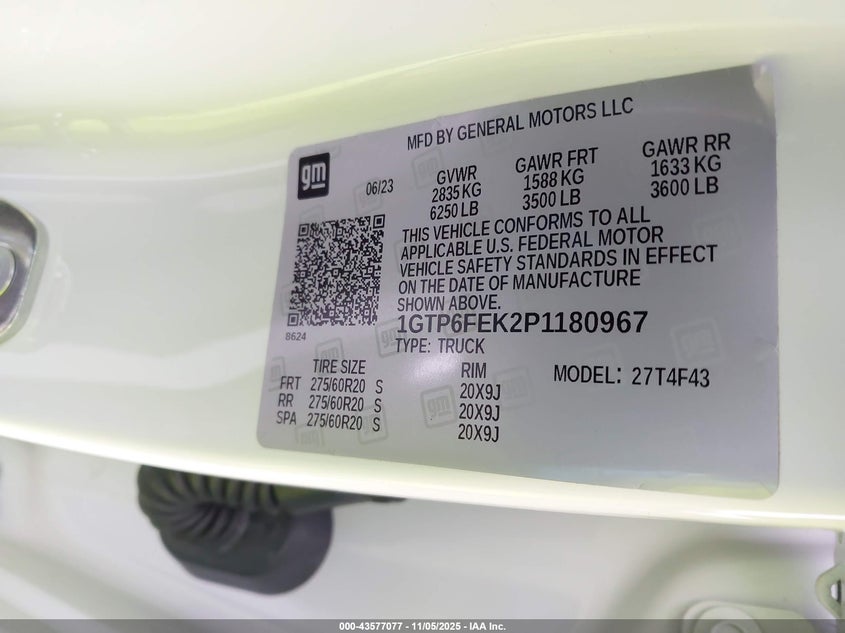 MFD BY GENERAL MOTORS LLC
gm
06/23
GVWR
2835 KG
6250 LB
GAWR FRT
1588 KG
3500 LB
GAWR RR
1633 KG
3600 LB
THIS VEHICLE CONFORMS TO ALL
APPLICABLE U.S. FEDERAL MOTOR
VEHICLE SAFETY STANDARDS IN EFFECT
ON THE DATE OF MANUFACTURE
SHOWN ABOVE.
8624
1GTP6FEK2P1180967
TYPE: TRUCK
TIRE SIZE
RIM
MODEL: 27T4F43
FRT 275/60R20 S 20X9J
RR 275/60R20 S 20X9J
SPA 275/60R20 S 20X9J
000-43577077 - 11/05/2025 - IAA Inc.